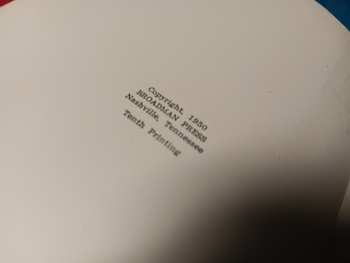 Copyright, 1950
BROADMAN PRESS
Nashville, Tennessee
Tenth Printing